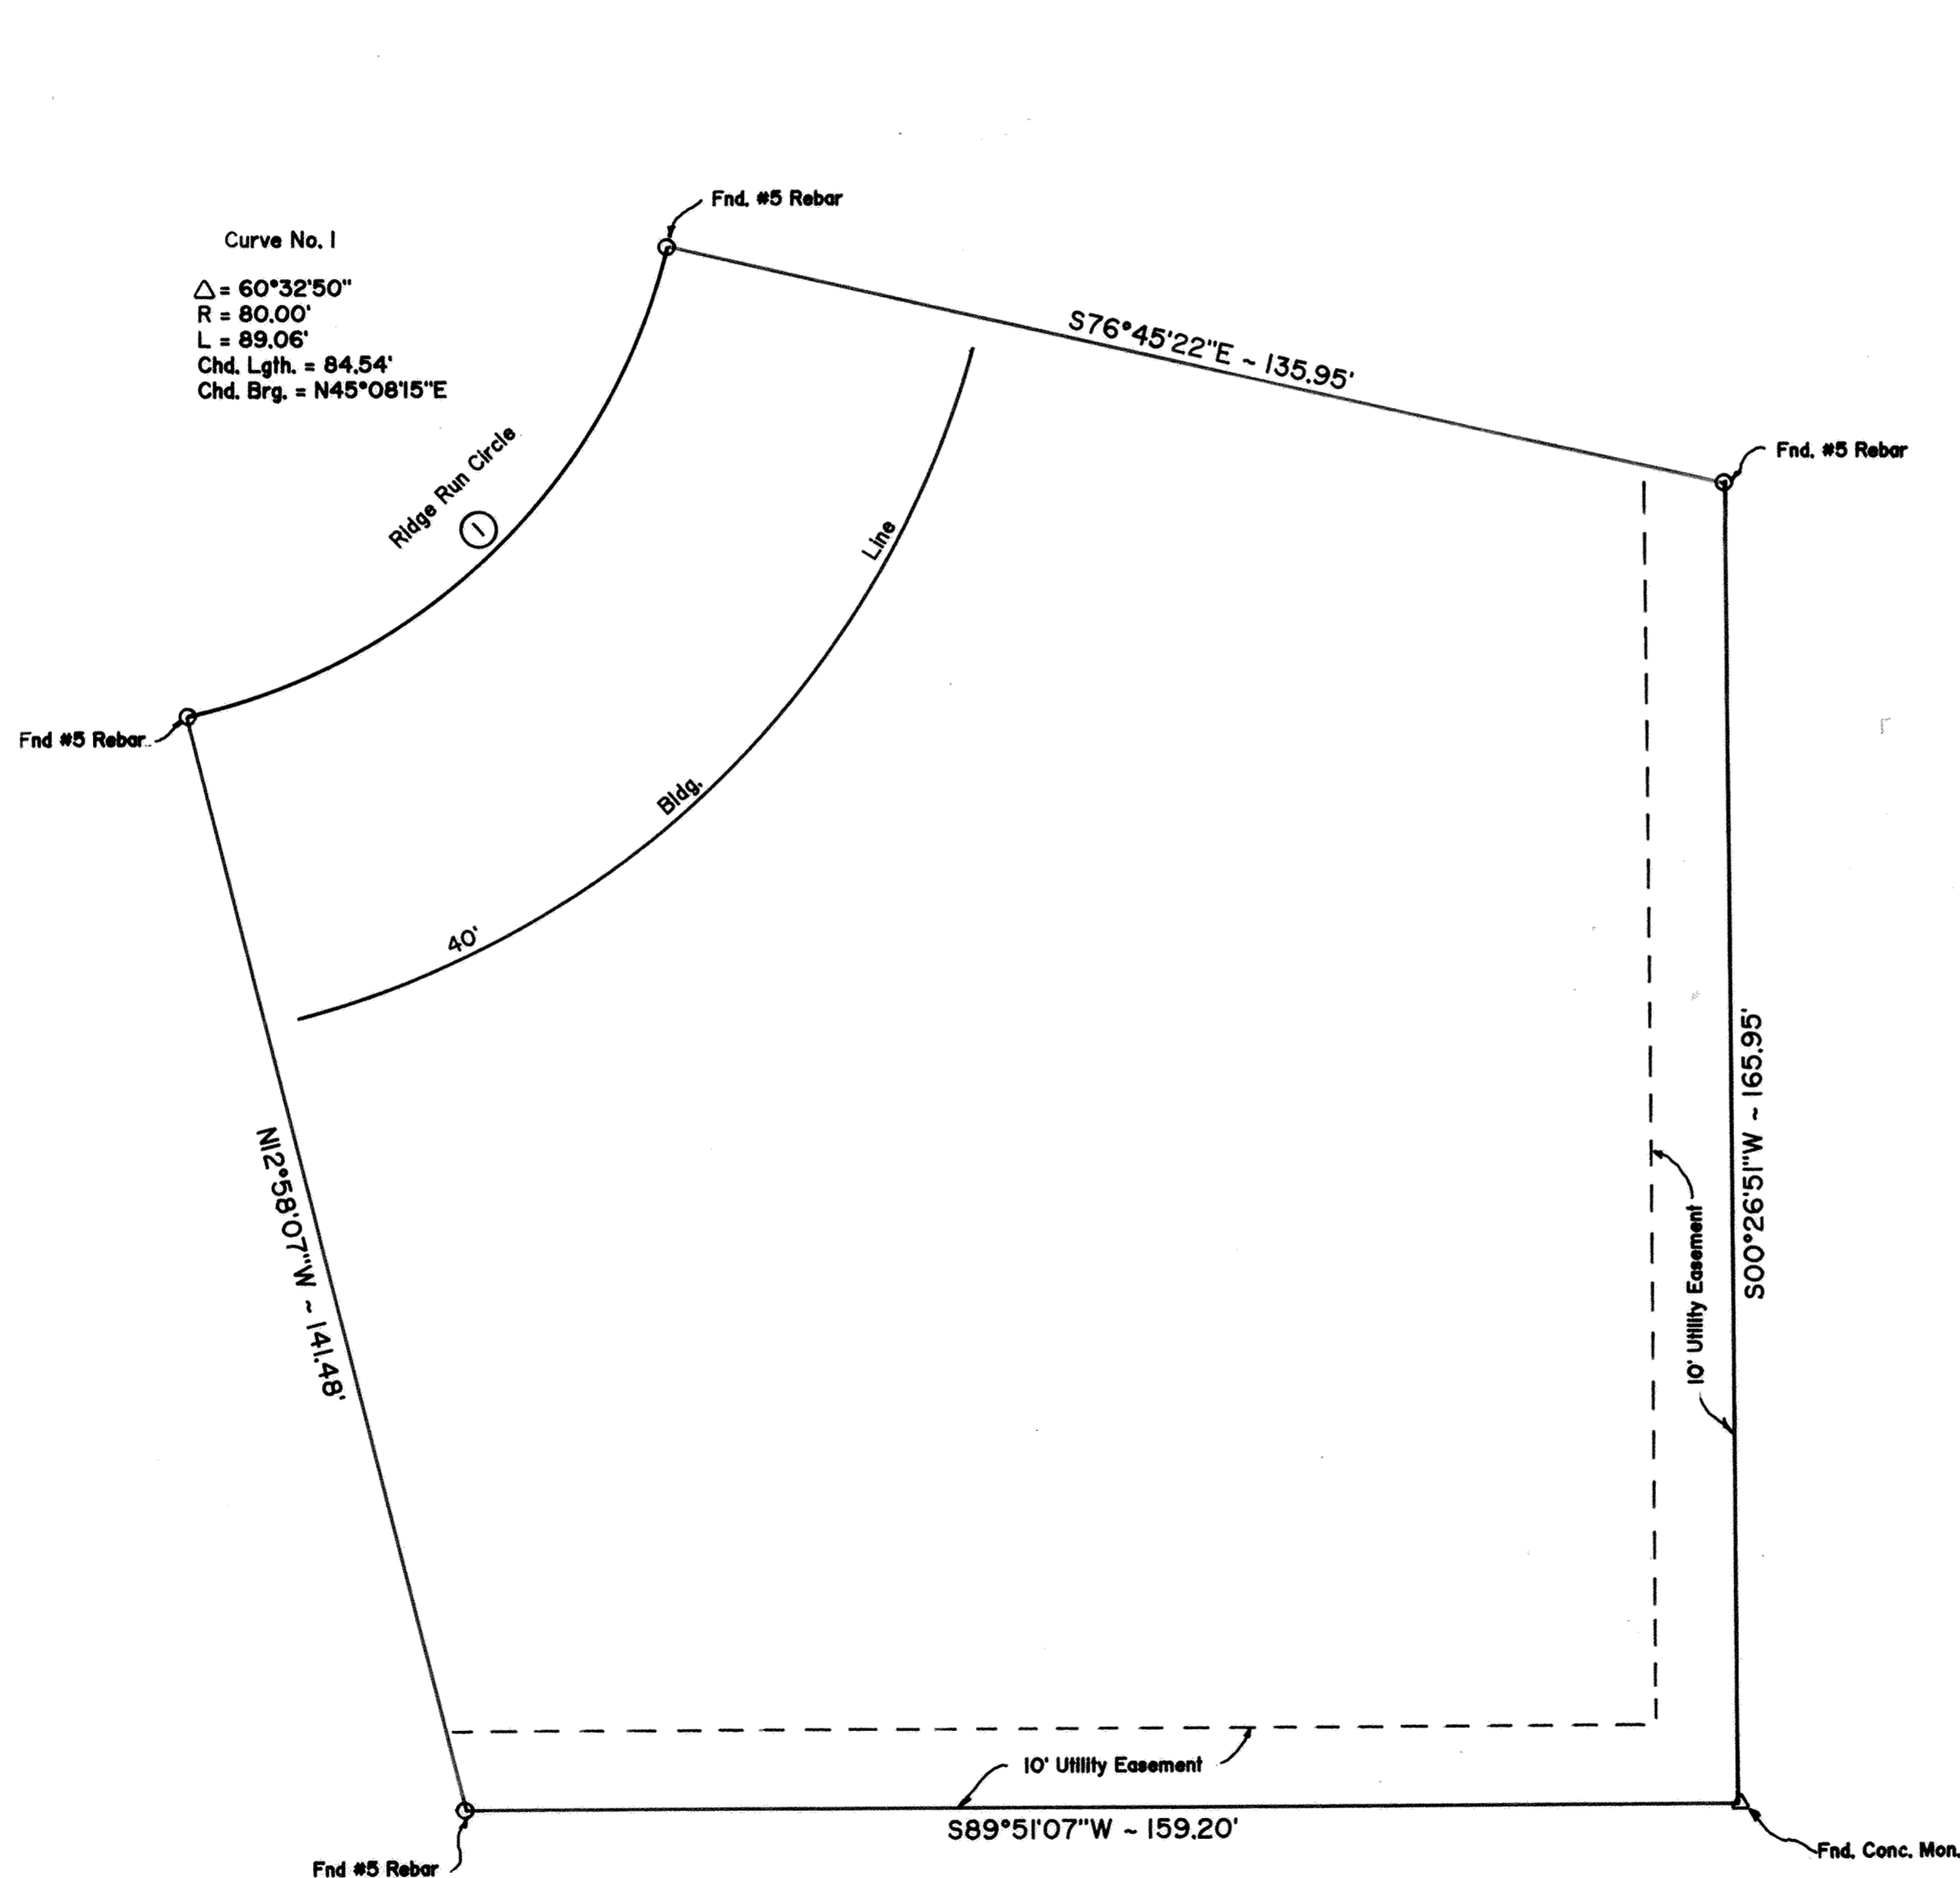 Fnd. #5 Rebar
Curve No. 1
△ = 60°32'50"
R = 80.00'
L = 89.06'
Chd. Lgth. = 84.54'
Chd. Brg. = N45°08'15"E
S76°45'22"E ~ 135.95'
Fnd. #5 Rebar
Ridge Run Circle
1
Line
Fnd #5 Rebar
Bldg.
40'
N12°58'07"W ~ 141.48'
S00°26'51"W ~ 165.95'
10' Utility Easement
10' Utility Easement
S89°51'07"W ~ 159.20'
Fnd. Conc. Mon.
Fnd #5 Rebar